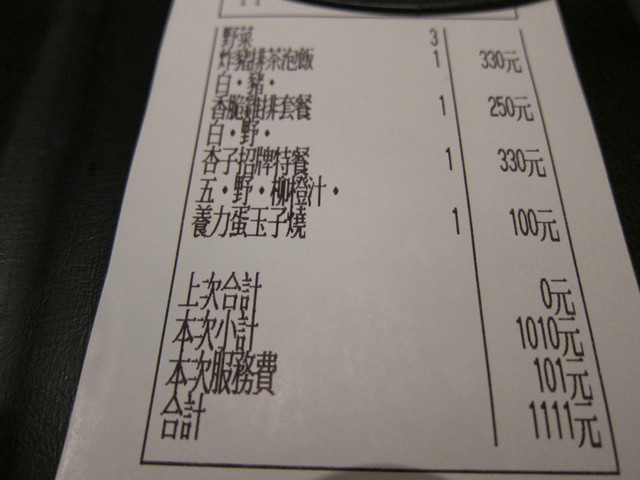 野菜 3
炸豬排茶泡飯 1 330元
白·豬·
香脆雞排套餐 1 250元
白·野·
杏子招牌特餐 1 330元
五·野·柳橙汁·
養力蛋玉子燒 1 100元
上次合計 0元
本次小計 1010元
本次服務費 101元
合計 1111元